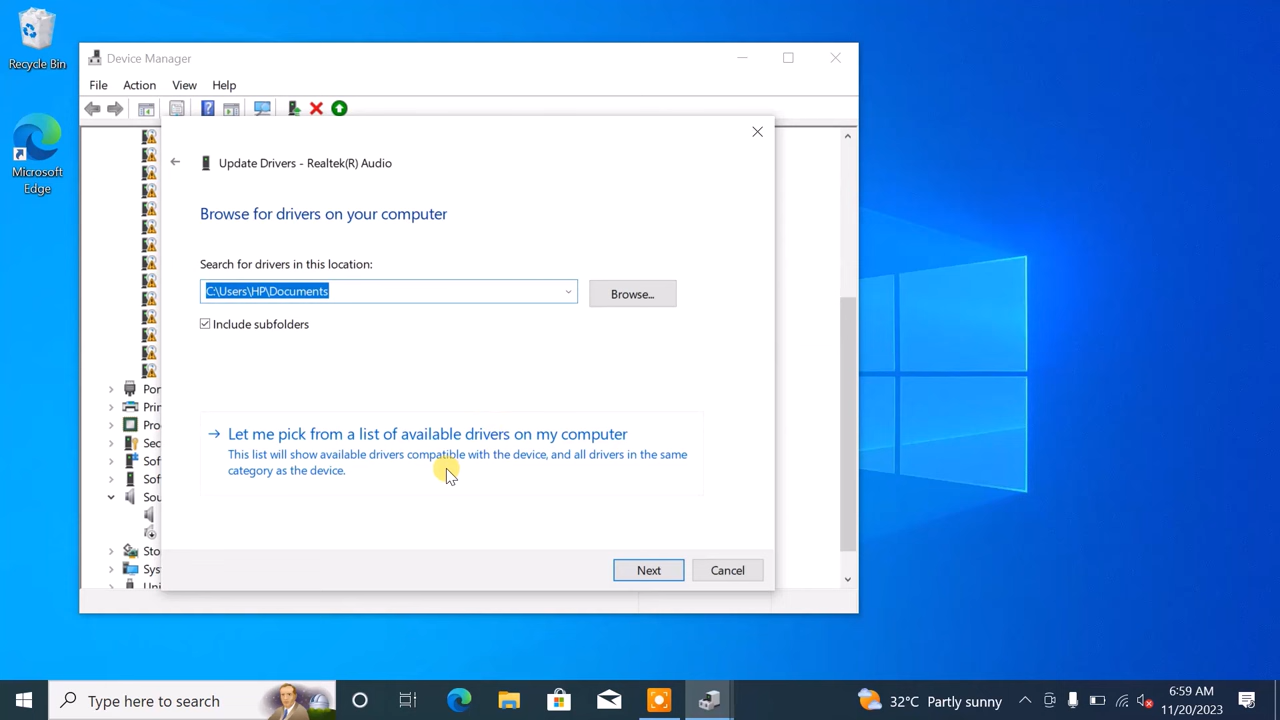 Recycle Bin
Microsoft
Edge
Device Manager
File Action View Help
Update Drivers - Realtek(R) Audio
Browse for drivers on your computer
Search for drivers in this location:
C:\Users\HP\Documents
Browse...
Include subfolders
Let me pick from a list of available drivers on my computer
This list will show available drivers compatible with the device, and all drivers in the same
category as the device.
Por
Prin
Pro
Sec
Sof
Sof
Sou
Sto
Sys
Uni
Next
Cancel
Type here to search
32°C Partly sunny
6:59 AM
11/20/2023